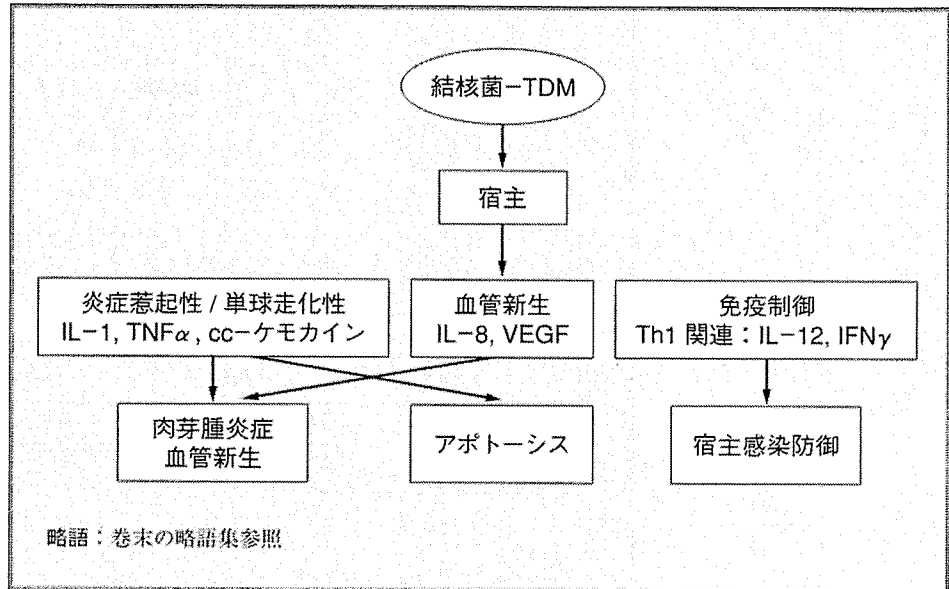 結核菌-TDM
宿主
炎症惹起性 / 単球走化性
IL-1, TNFα, cc-ケモカイン
血管新生
IL-8, VEGF
免疫制御
Th1 関連：IL-12, IFNγ
肉芽腫炎症
血管新生
アポトーシス
宿主感染防御
略語：巻末の略語集参照